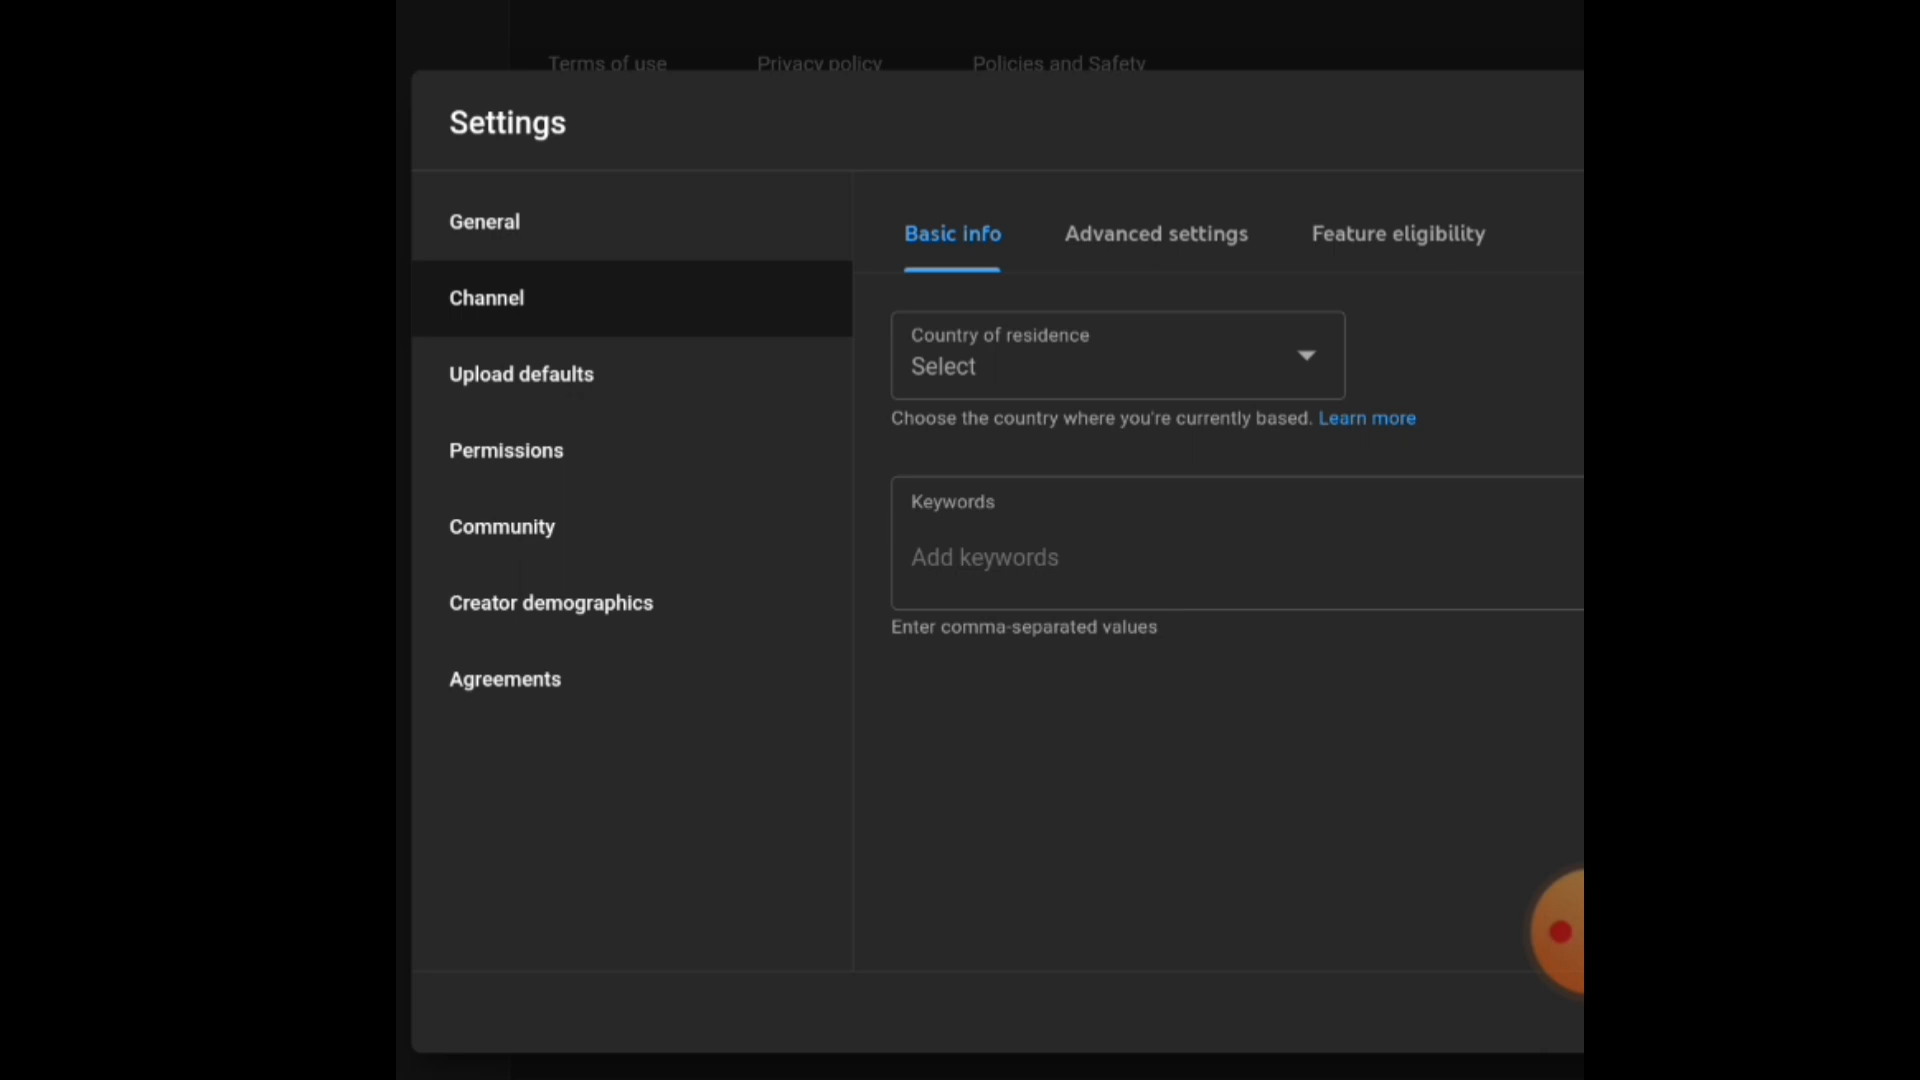 Terms of use
Privacy policy
Policies and Safety
Settings
General
Channel
Upload defaults
Permissions
Community
Creator demographics
Agreements
Basic info
Advanced settings
Feature eligibility
Country of residence
Select
Choose the country where you're currently based. Learn more
Keywords
Add keywords
Enter comma-separated values